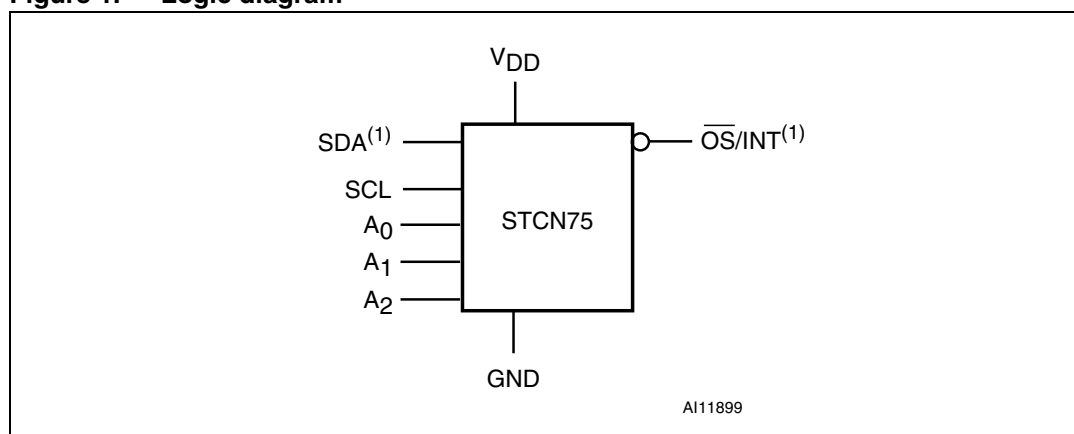 Figure 1. Logic diagram
VDD
SDA(1)
OS/INT(1)
SCL
A0
STCN75
A1
A2
GND
AI11899